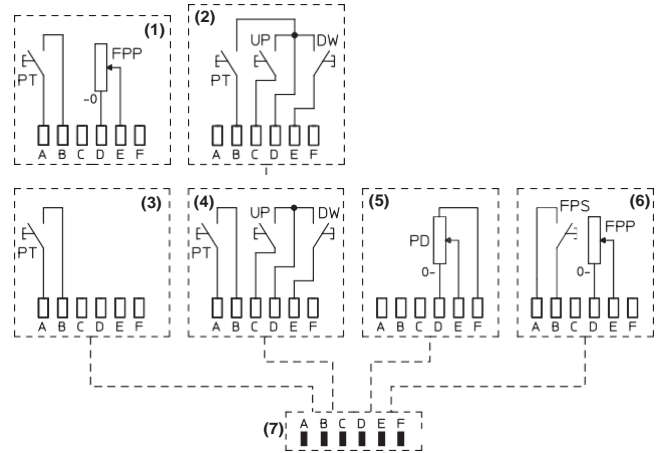 (1)
FPP
PT
-0
A B C D E F
(2)
UP DW
PT
A B C D E F
(3)
PT
A B C D E F
(4)
UP DW
PT
A B C D E F
(5)
PD
0-
A B C D E F
(6)
FPS
FPP
0-
A B C D E F
(7)
A B C D E F